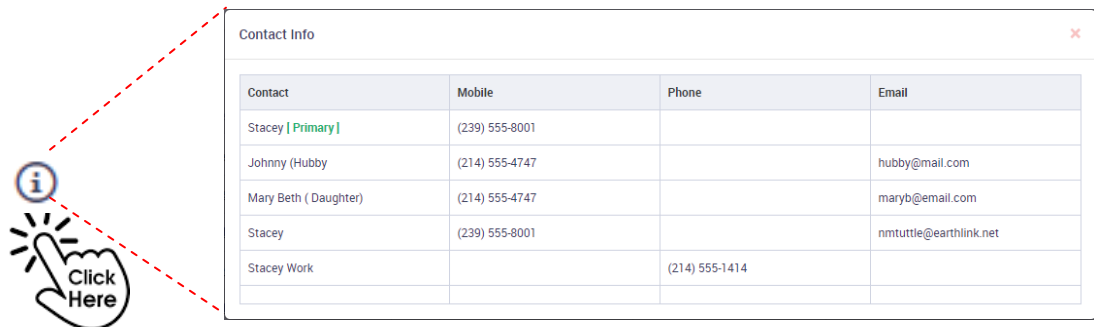 Contact Info
Contact Mobile Phone Email
Stacey | Primary | (239) 555-8001
Johnny (Hubby (214) 555-4747 hubby@mail.com
Mary Beth ( Daughter) (214) 555-4747 maryb@email.com
Stacey (239) 555-8001 nmtuttle@earthlink.net
Stacey Work (214) 555-1414
i
Click
Here